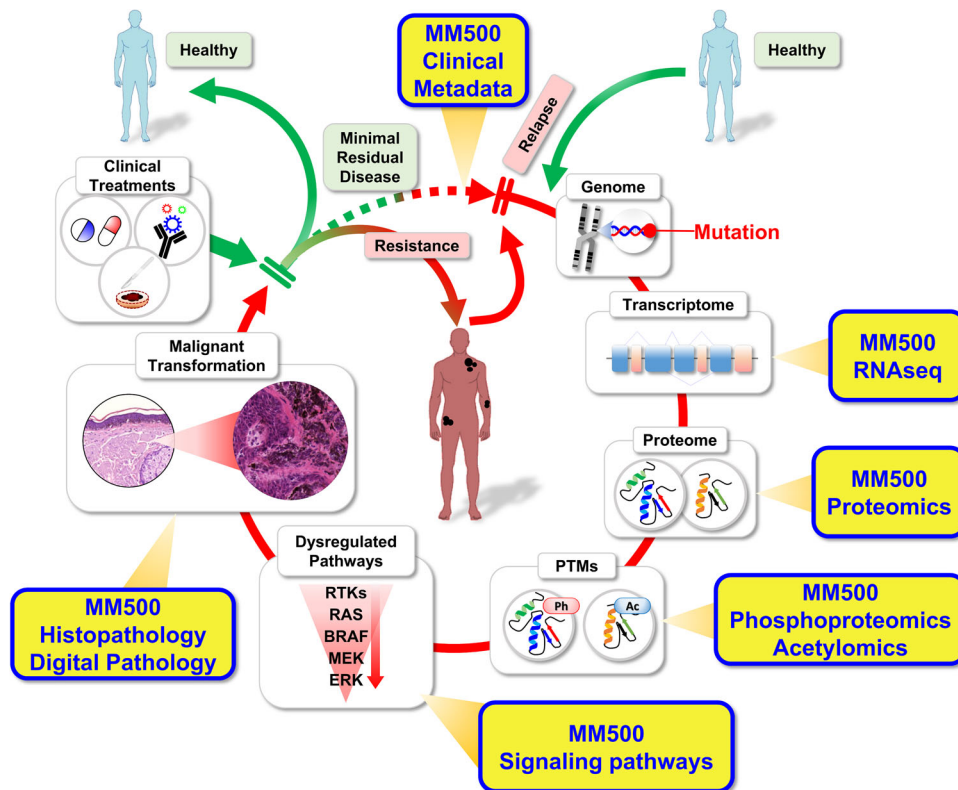 Healthy
MM500
Clinical
Metadata
Healthy
Relapse
Minimal
Residual
Disease
Clinical
Treatments
Genome
Mutation
Resistance
Transcriptome
MM500
RNAseq
Malignant
Transformation
Proteome
MM500
Proteomics
Dysregulated
Pathways
RTKs
RAS
BRAF
MEK
ERK
PTMs
Ph
Ac
MM500
Phosphoproteomics
Acetylomics
MM500
Histopathology
Digital Pathology
MM500
Signaling pathways